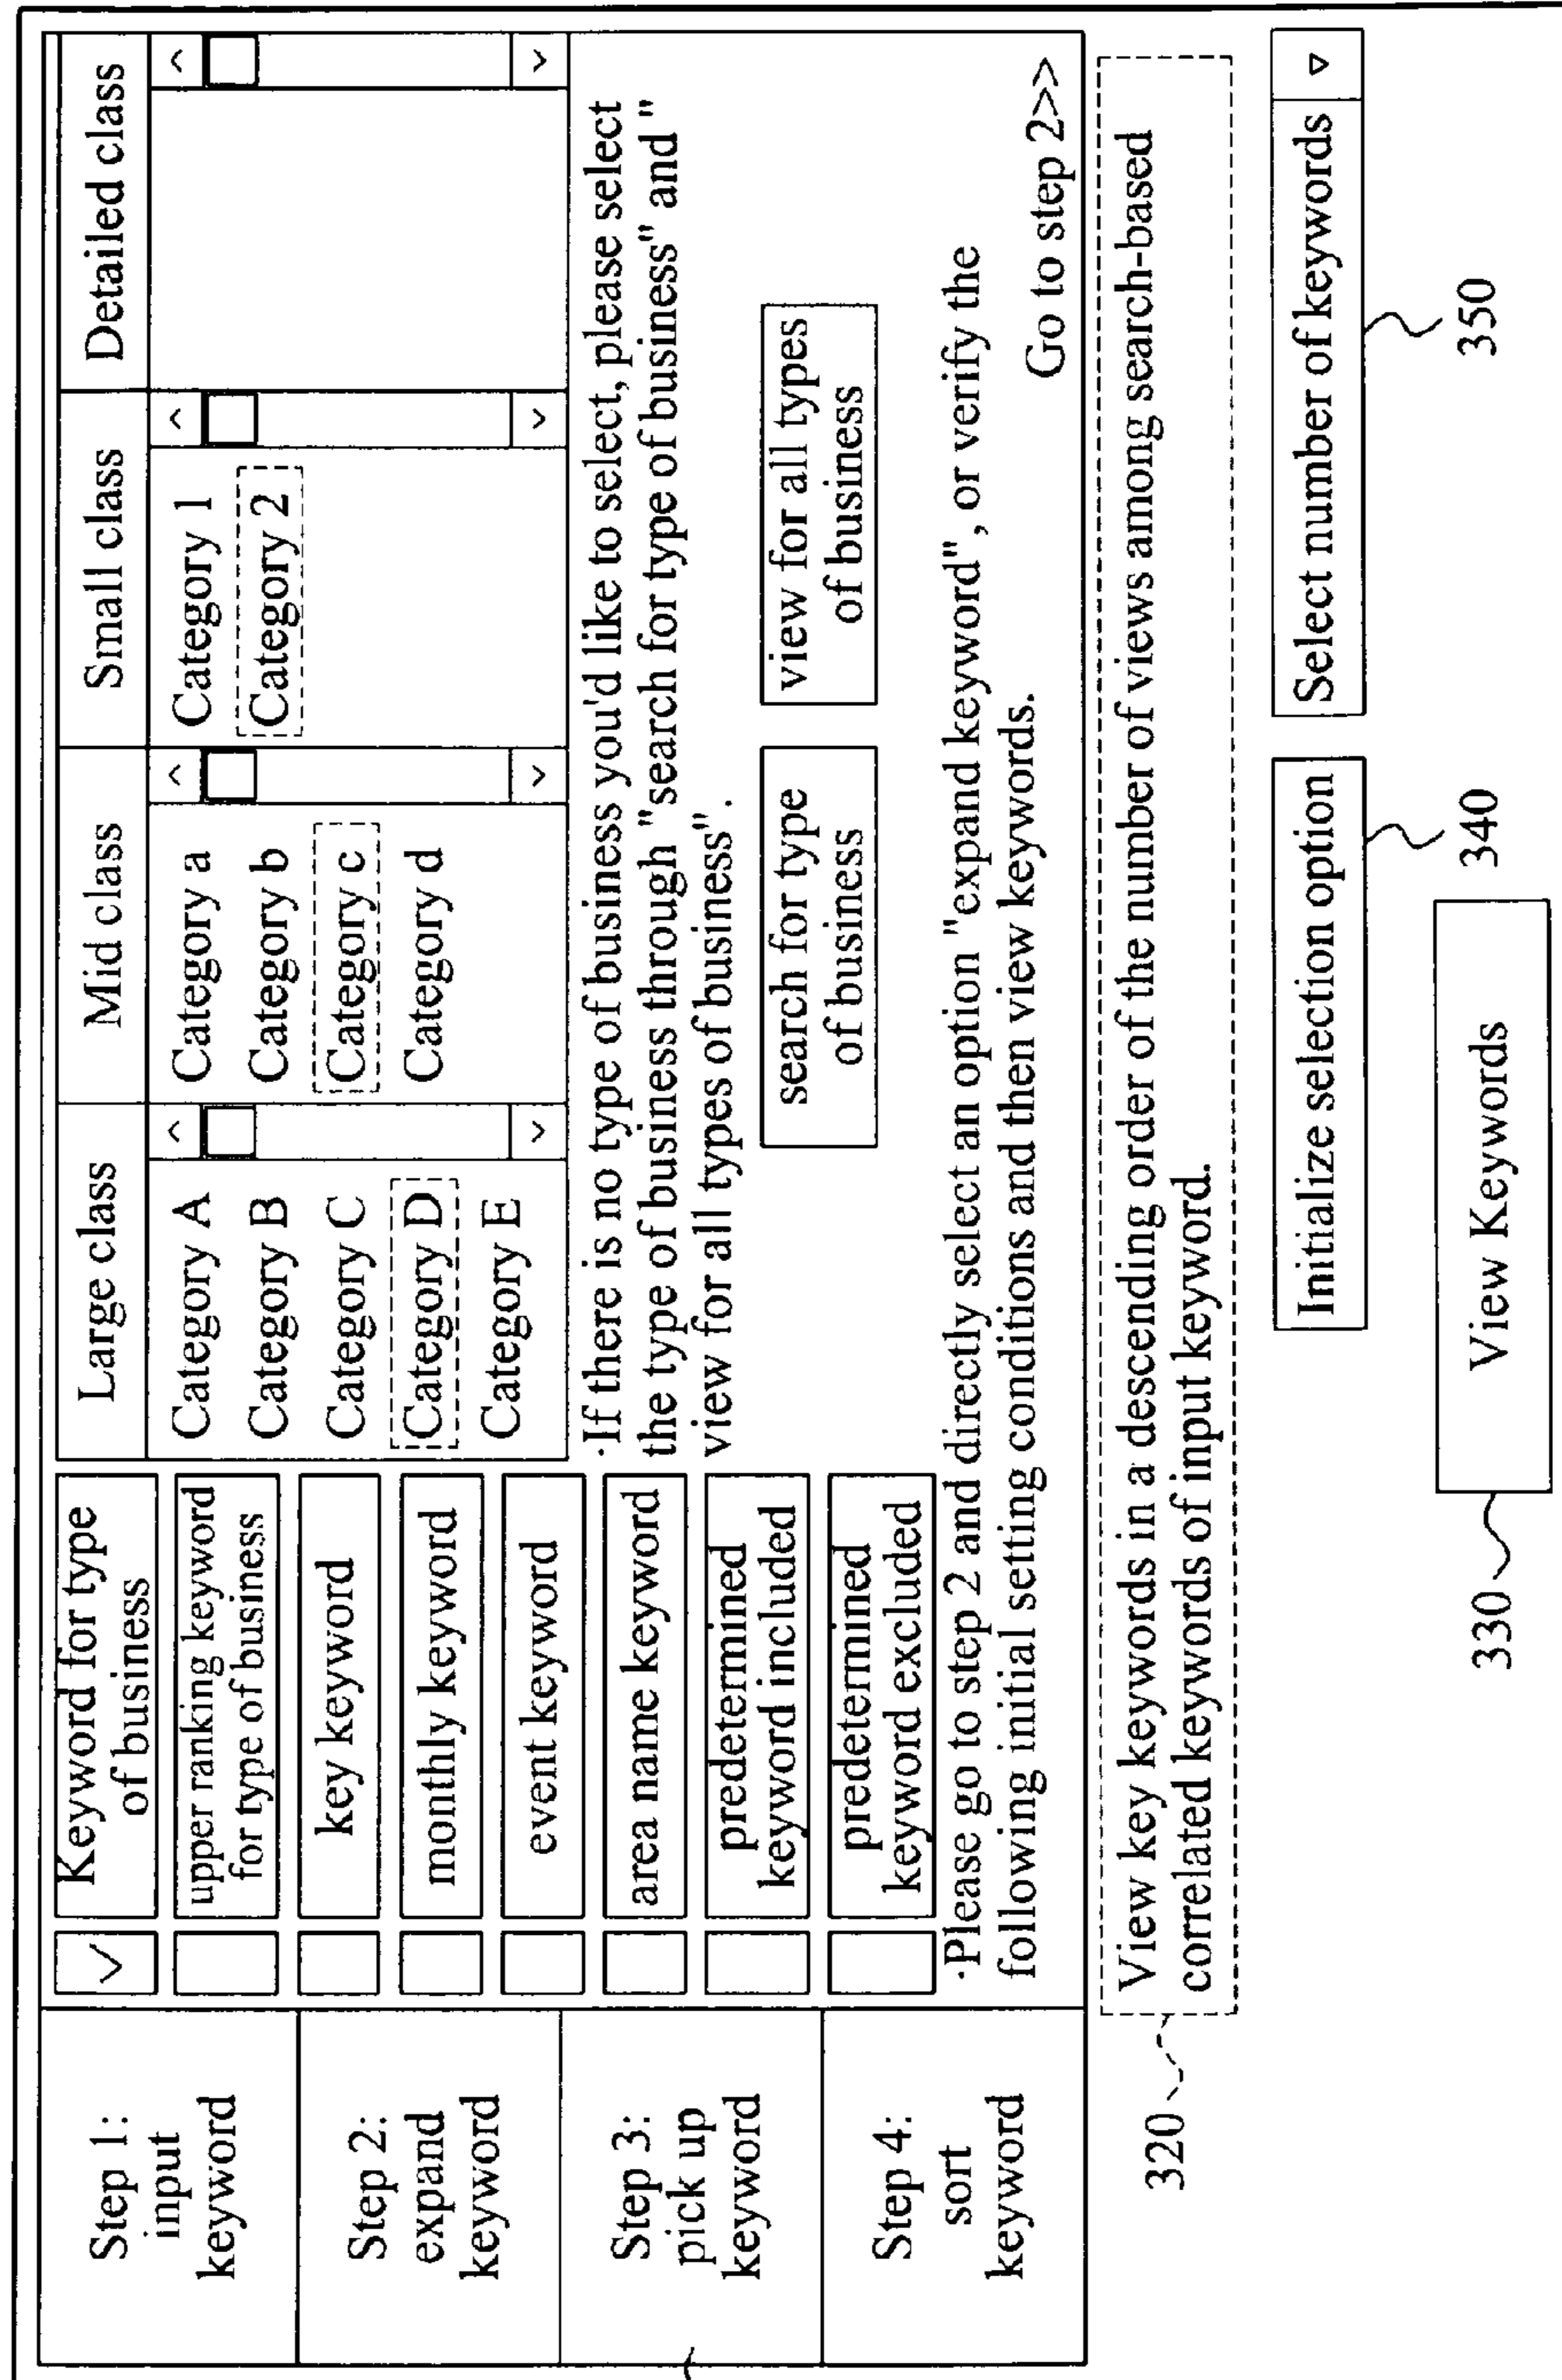 Step 1:
input
keyword
Step 2:
expand
keyword
Step 3:
pick up
keyword
Step 4:
sort
keyword
Keyword for type
of business
upper ranking keyword
for type of business
key keyword
monthly keyword
event keyword
area name keyword
predetermined
keyword included
predetermined
keyword excluded
Large class
Category A
Category B
Category C
Category D
Category E
Mid class
Category a
Category b
Category c
Category d
Small class
Category 1
Category 2
Detailed class
·If there is no type of business you'd like to select, please select
the type of business through "search for type of business" and "
view for all types of business".
search for type
of business
view for all types
of business
·Please go to step 2 and directly select an option "expand keyword", or verify the
following initial setting conditions and then view keywords.
Go to step 2>>
View key keywords in a descending order of the number of views among search-based
correlated keywords of input keyword.
320
Initialize selection option
Select number of keywords
340
350
View Keywords
330